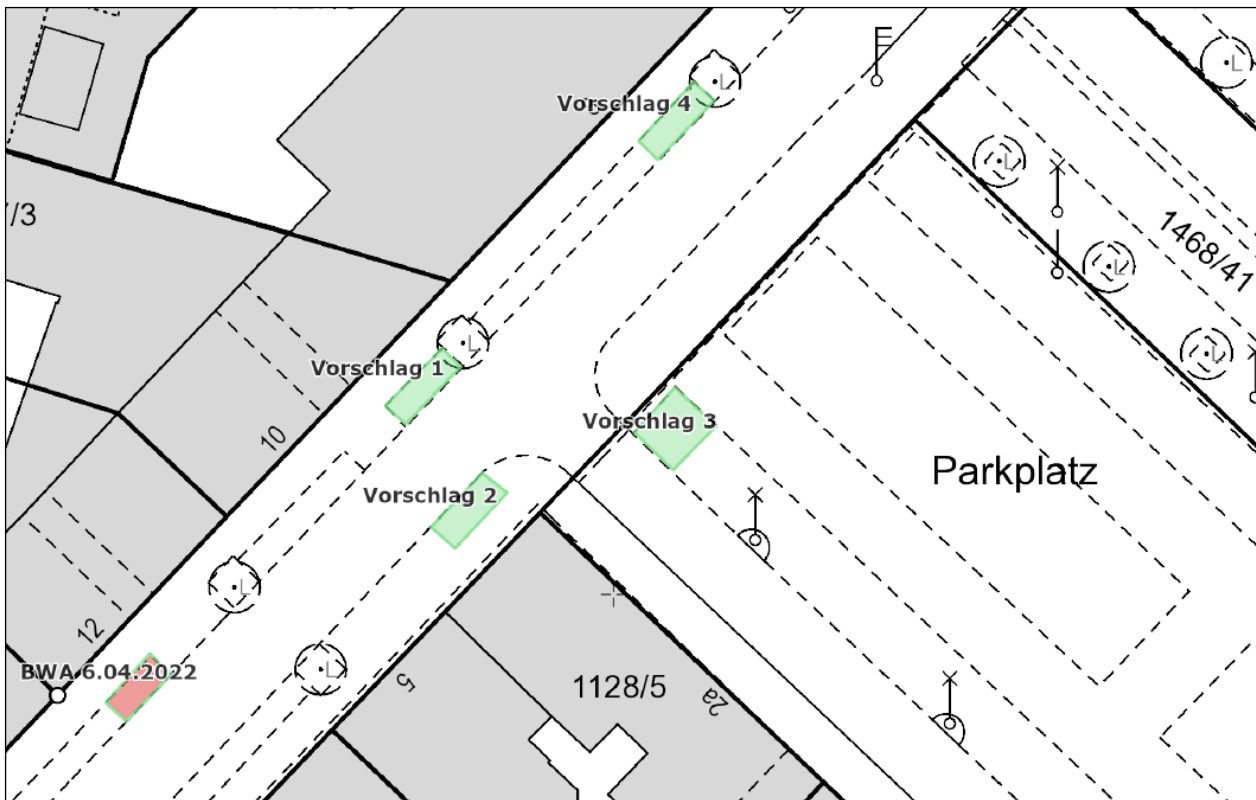 Vorschlag 4
L
L
L
/3
1468/41
L
L
Vorschlag 1
L
Vorschlag 3
10
Parkplatz
Vorschlag 2
L
12
BWA 6.04.2022
L
5
1128/5
2a